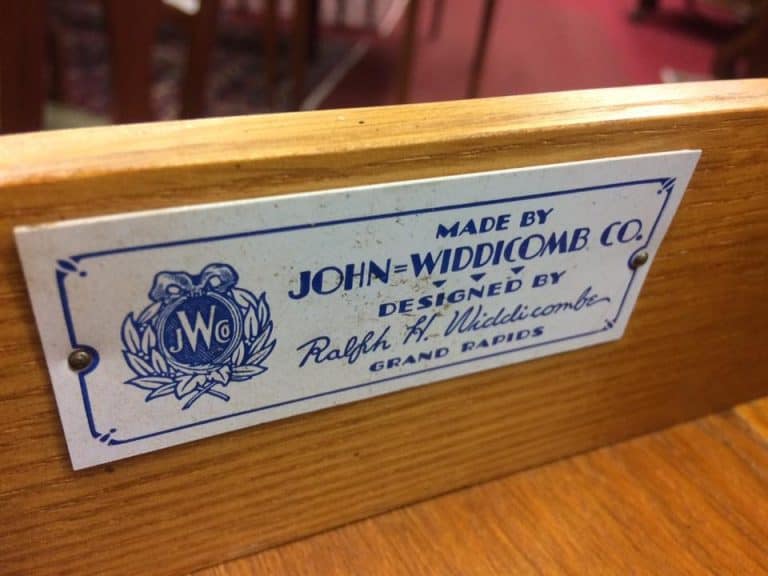 MADE BY
JOHN=WIDDICOMB CO.
DESIGNED BY
Ralph H. Widdicombe
GRAND RAPIDS
JWCo